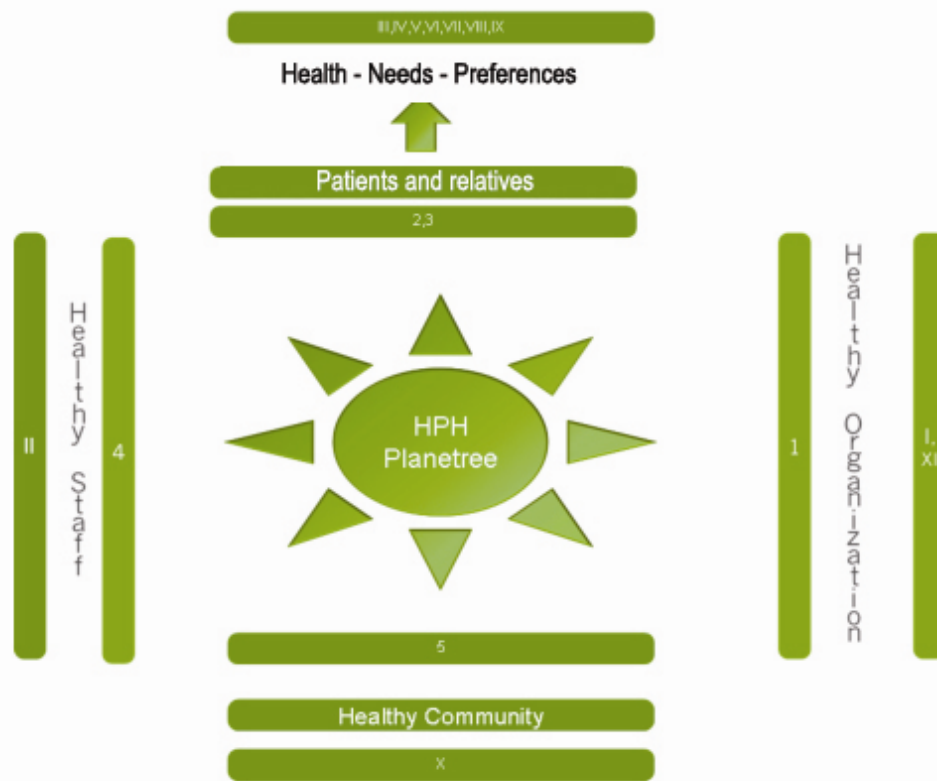 III,IV,V,VI,VII,VIII,IX
Health - Needs - Preferences
Patients and relatives
2,3
II
Healthy Staff
4
HPH
Planetree
1
Healthy Organization
I,
XI
5
Healthy Community
X